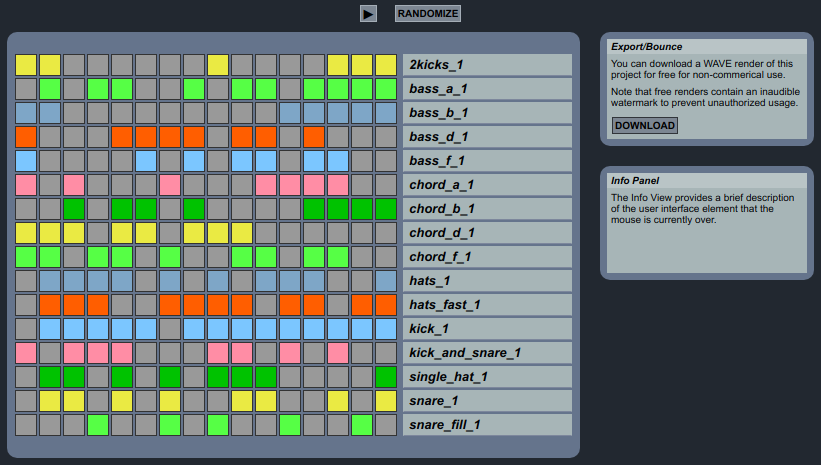 RANDOMIZE
2kicks_1
bass_a_1
bass_b_1
bass_d_1
bass_f_1
chord_a_1
chord_b_1
chord_d_1
chord_f_1
hats_1
hats_fast_1
kick_1
kick_and_snare_1
single_hat_1
snare_1
snare_fill_1
Export/Bounce
You can download a WAVE render of this
project for free for non-commerical use.
Note that free renders contain an inaudible
watermark to prevent unauthorized usage.
DOWNLOAD
Info Panel
The Info View provides a brief description
of the user interface element that the
mouse is currently over.